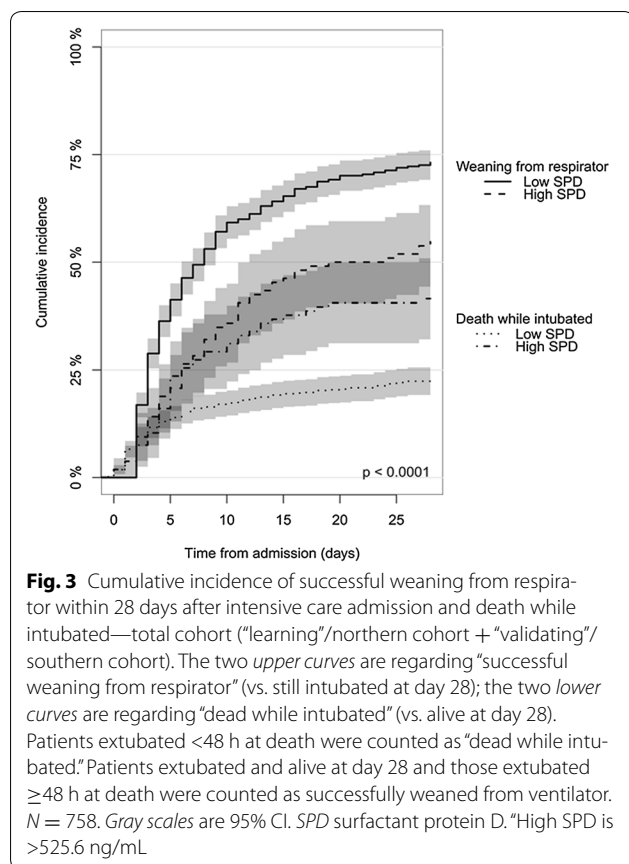 100 %
75 %
50 %
25 %
0 %
Cumulative incidence
Weaning from respirator
Low SPD
High SPD
Death while intubated
Low SPD
High SPD
p < 0.0001
0 5 10 15 20 25
Time from admission (days)
Fig. 3 Cumulative incidence of successful weaning from respira-
tor within 28 days after intensive care admission and death while
intubated—total cohort (“learning”/northern cohort + “validating”/
southern cohort). The two upper curves are regarding “successful
weaning from respirator” (vs. still intubated at day 28); the two lower
curves are regarding “dead while intubated” (vs. alive at day 28).
Patients extubated <48 h at death were counted as “dead while intu-
bated.” Patients extubated and alive at day 28 and those extubated
≥48 h at death were counted as successfully weaned from ventilator.
N = 758. Gray scales are 95% CI. SPD surfactant protein D. “High SPD is
>525.6 ng/mL